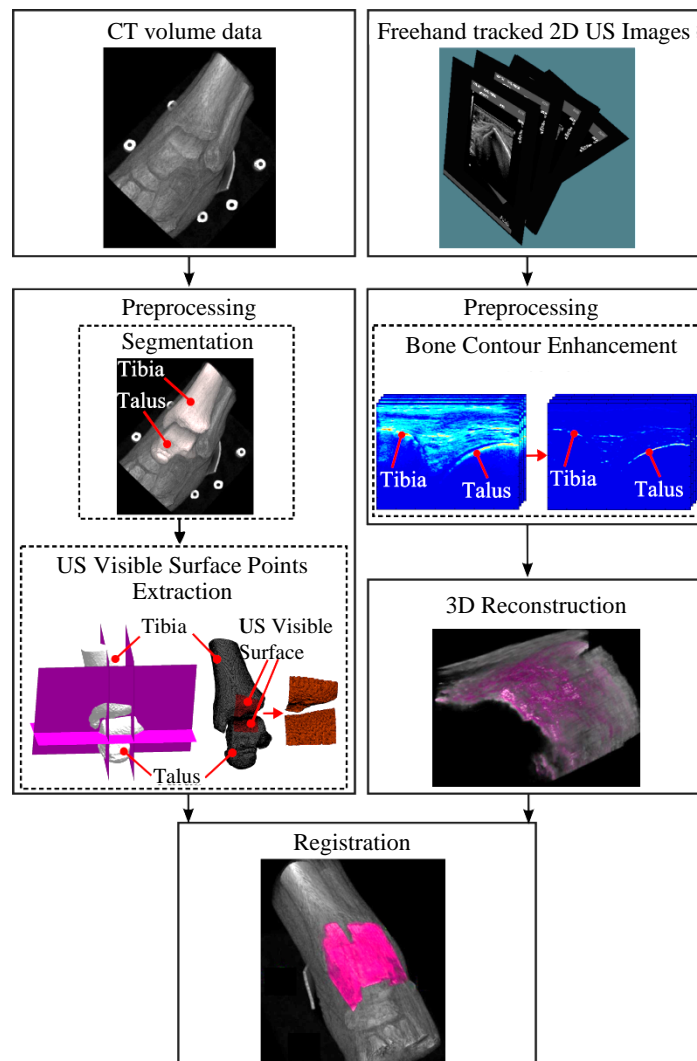 CT volume data
Freehand tracked 2D US Images
Preprocessing
Segmentation
Tibia
Talus
US Visible Surface Points
Extraction
Tibia
US Visible
Surface
Talus
Preprocessing
Bone Contour Enhancement
Tibia
Talus
Tibia
Talus
3D Reconstruction
Registration